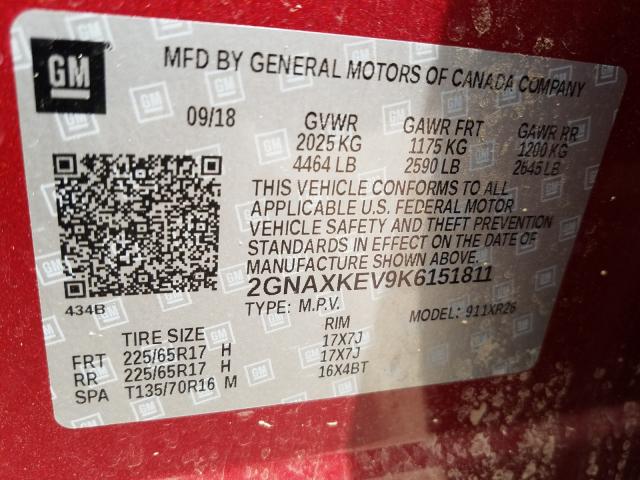 GM
MFD BY GENERAL MOTORS OF CANADA COMPANY
09/18
GVWR GAWR FRT GAWR RR
2025 KG 1175 KG 1200 KG
4464 LB 2590 LB 2645 LB
THIS VEHICLE CONFORMS TO ALL
APPLICABLE U.S. FEDERAL MOTOR
VEHICLE SAFETY AND THEFT PREVENTION
STANDARDS IN EFFECT ON THE DATE OF
MANUFACTURE SHOWN ABOVE.
2GNAXKEV9K6151811
434B
TYPE: M.P.V. MODEL: 911XR26
TIRE SIZE RIM
FRT 225/65R17 H 17X7J
RR 225/65R17 H 17X7J
SPA T135/70R16 M 16X4BT